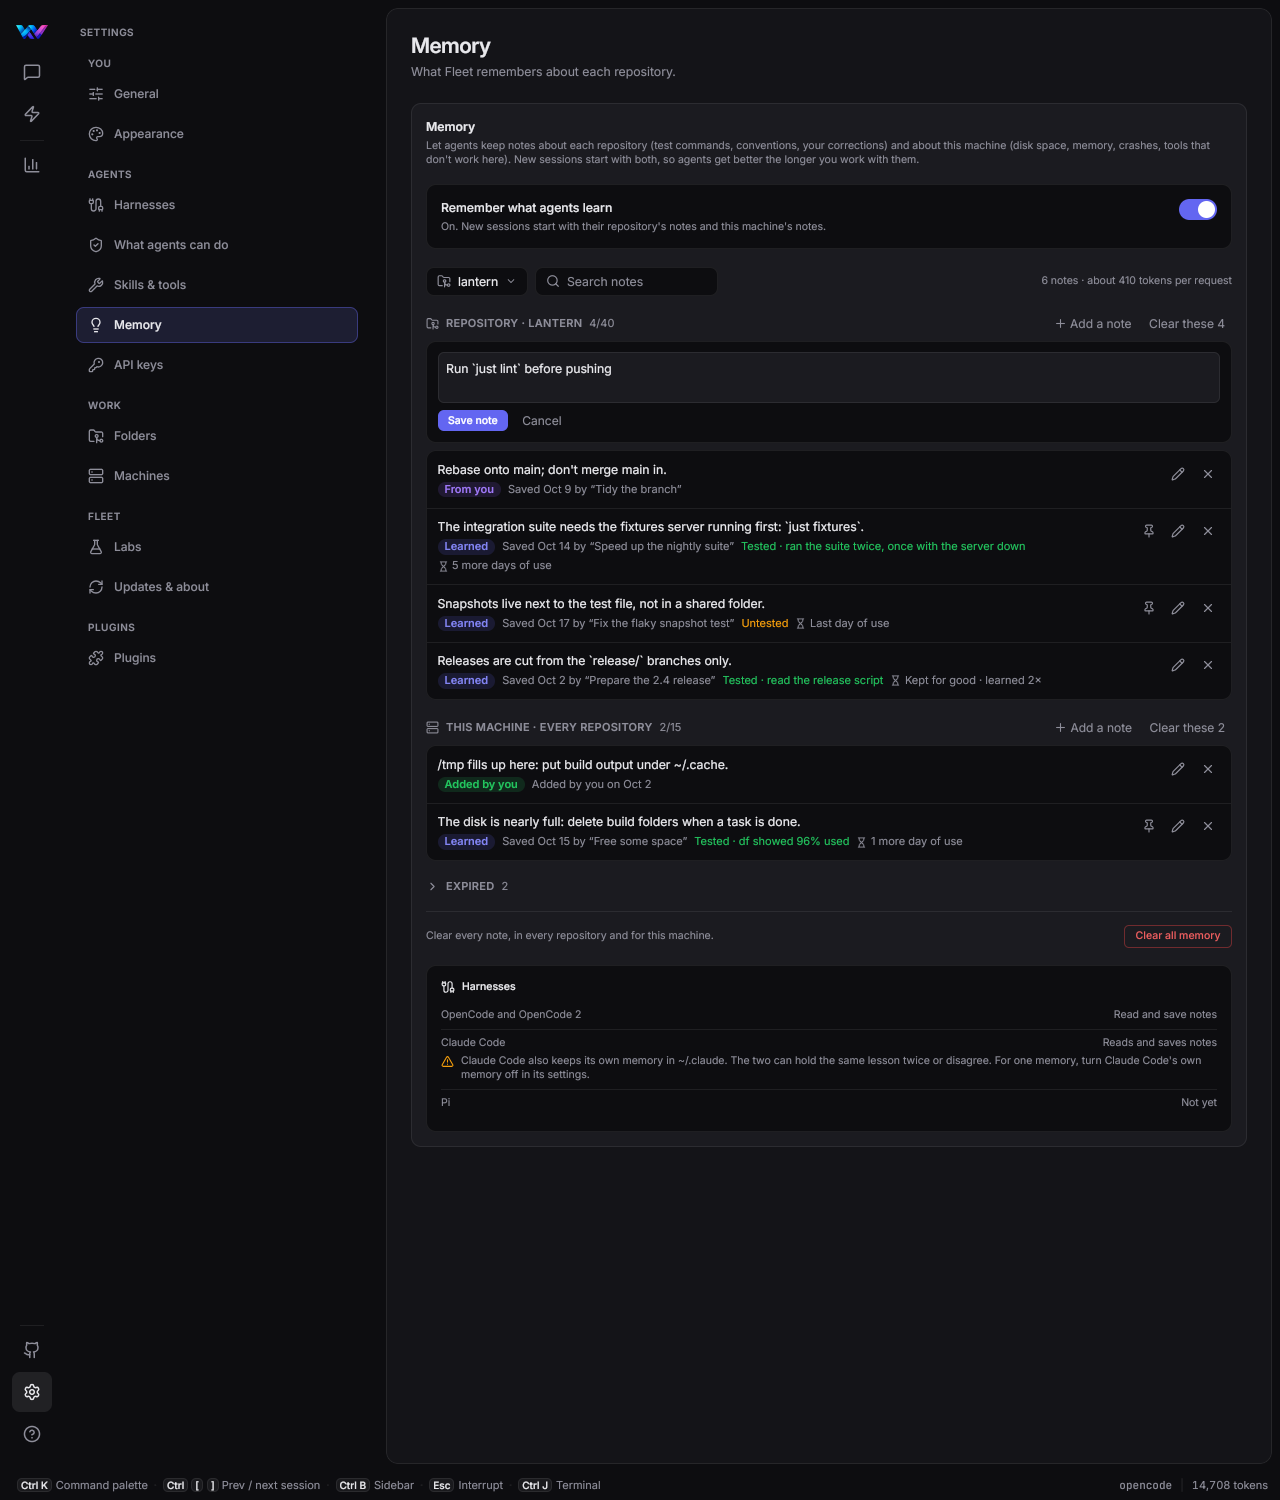 SETTINGS
YOU
General
Appearance
AGENTS
Harnesses
What agents can do
Skills & tools
Memory
API keys
WORK
Folders
Machines
FLEET
Labs
Updates & about
PLUGINS
Plugins
Memory
What Fleet remembers about each repository.
Memory
Let agents keep notes about each repository (test commands, conventions, your corrections) and about this machine (disk space, memory, crashes, tools that
don't work here). New sessions start with both, so agents get better the longer you work with them.
Remember what agents learn
On. New sessions start with their repository's notes and this machine's notes.
lantern
Search notes
6 notes · about 410 tokens per request
REPOSITORY · LANTERN 4/40
Add a note
Clear these 4
Run `just lint` before pushing
Save note
Cancel
Rebase onto main; don't merge main in.
From you Saved Oct 9 by “Tidy the branch”
The integration suite needs the fixtures server running first: `just fixtures`.
Learned Saved Oct 14 by “Speed up the nightly suite” Tested · ran the suite twice, once with the server down
5 more days of use
Snapshots live next to the test file, not in a shared folder.
Learned Saved Oct 17 by “Fix the flaky snapshot test” Untested Last day of use
Releases are cut from the `release/` branches only.
Learned Saved Oct 2 by “Prepare the 2.4 release” Tested · read the release script Kept for good · learned 2×
THIS MACHINE · EVERY REPOSITORY 2/15
Add a note
Clear these 2
/tmp fills up here: put build output under ~/.cache.
Added by you Added by you on Oct 2
The disk is nearly full: delete build folders when a task is done.
Learned Saved Oct 15 by “Free some space” Tested · df showed 96% used 1 more day of use
EXPIRED 2
Clear every note, in every repository and for this machine.
Clear all memory
Harnesses
OpenCode and OpenCode 2 Read and save notes
Claude Code Reads and saves notes
Claude Code also keeps its own memory in ~/.claude. The two can hold the same lesson twice or disagree. For one memory, turn Claude Code's own
memory off in its settings.
Pi Not yet
Ctrl K Command palette · Ctrl [ ] Prev / next session · Ctrl B Sidebar · Esc Interrupt · Ctrl J Terminal
opencode 14,708 tokens